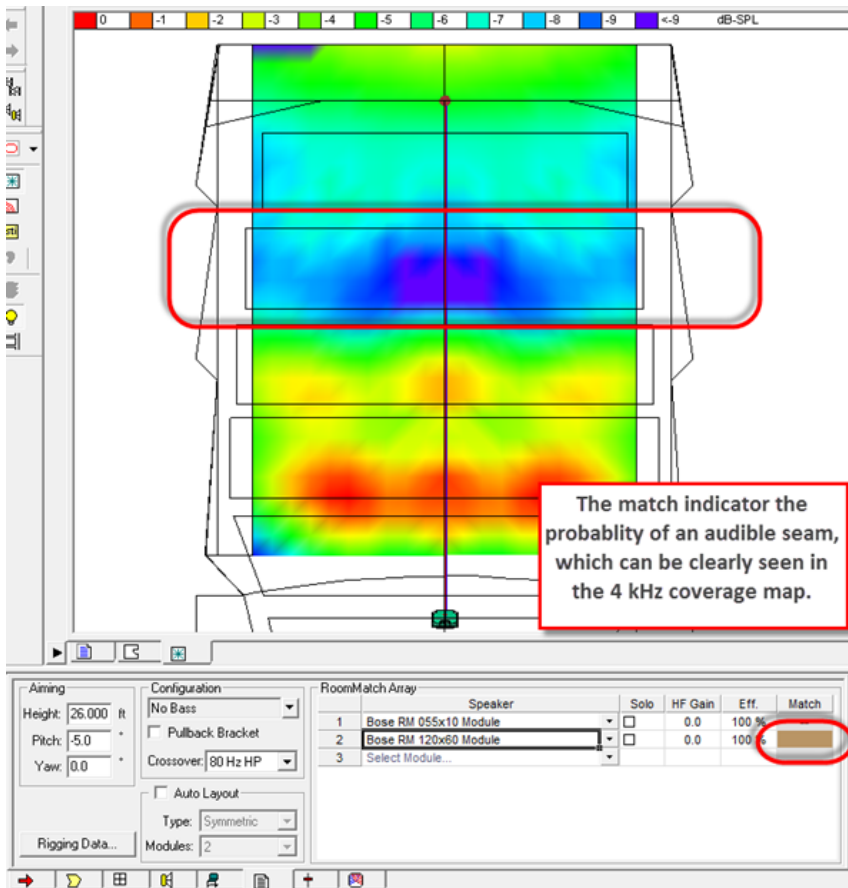 0 -1 -2 -3 -4 -5 -6 -7 -8 -9 <-9 dB-SPL
The match indicator the
probablity of an audible seam,
which can be clearly seen in
the 4 kHz coverage map.
Aiming
Height: 26.000 ft
Pitch: -5.0 °
Yaw: 0.0 °
Rigging Data...
Configuration
No Bass
Pullback Bracket
Crossover: 80 Hz HP
Auto Layout
Type: Symmetric
Modules: 2
RoomMatch Array
Speaker Solo HF Gain Eff. Match
1 Bose RM 055x10 Module 0.0 100 % --
2 Bose RM 120x60 Module 0.0 100 %
3 Select Module...